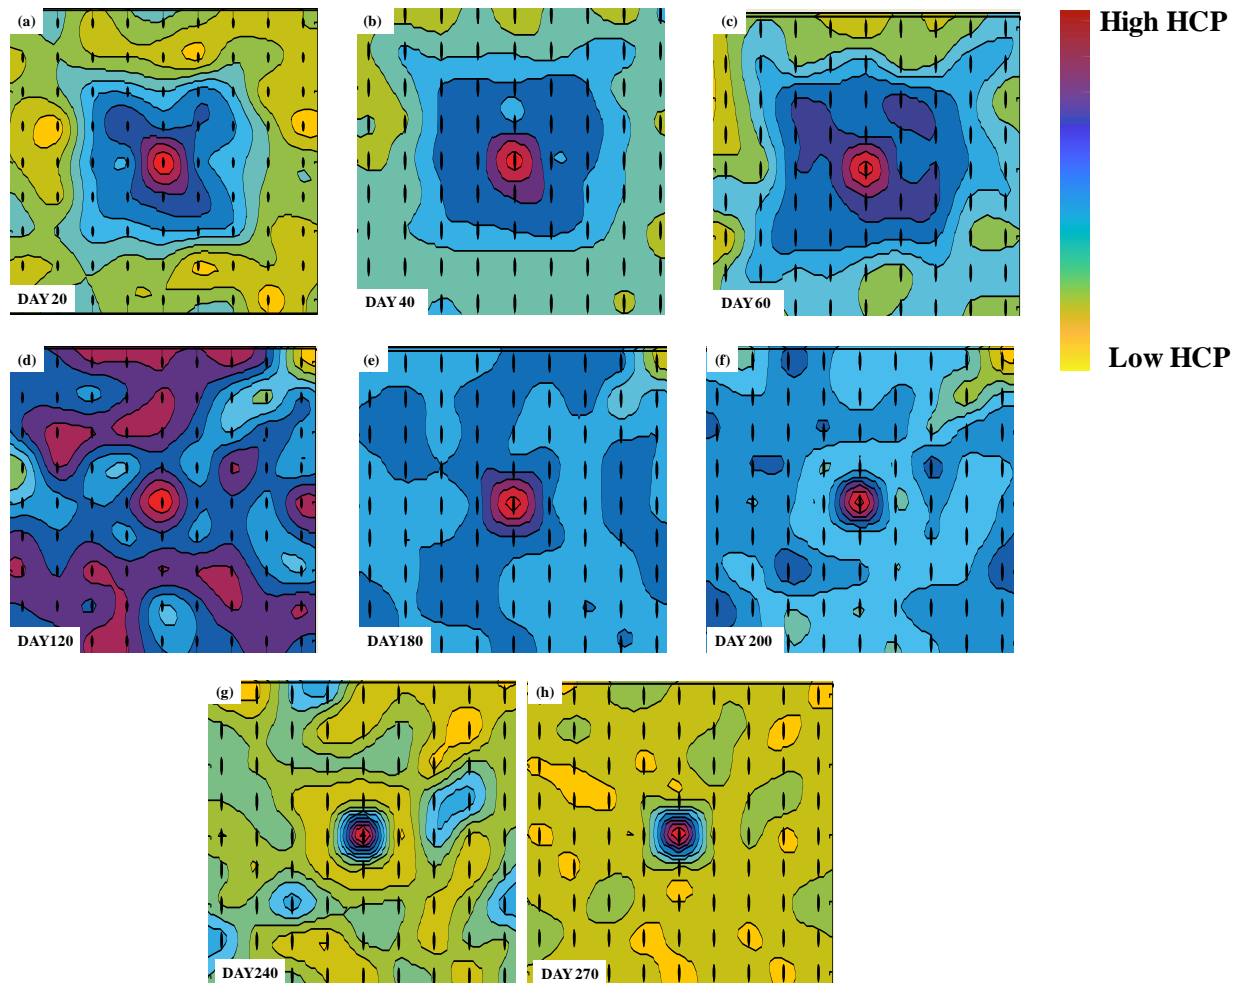 (a)
(b)
(c)
High HCP
DAY 20
DAY 40
DAY 60
Low HCP
(d)
(e)
(f)
DAY120
DAY180
DAY 200
(g)
(h)
DAY240
DAY 270